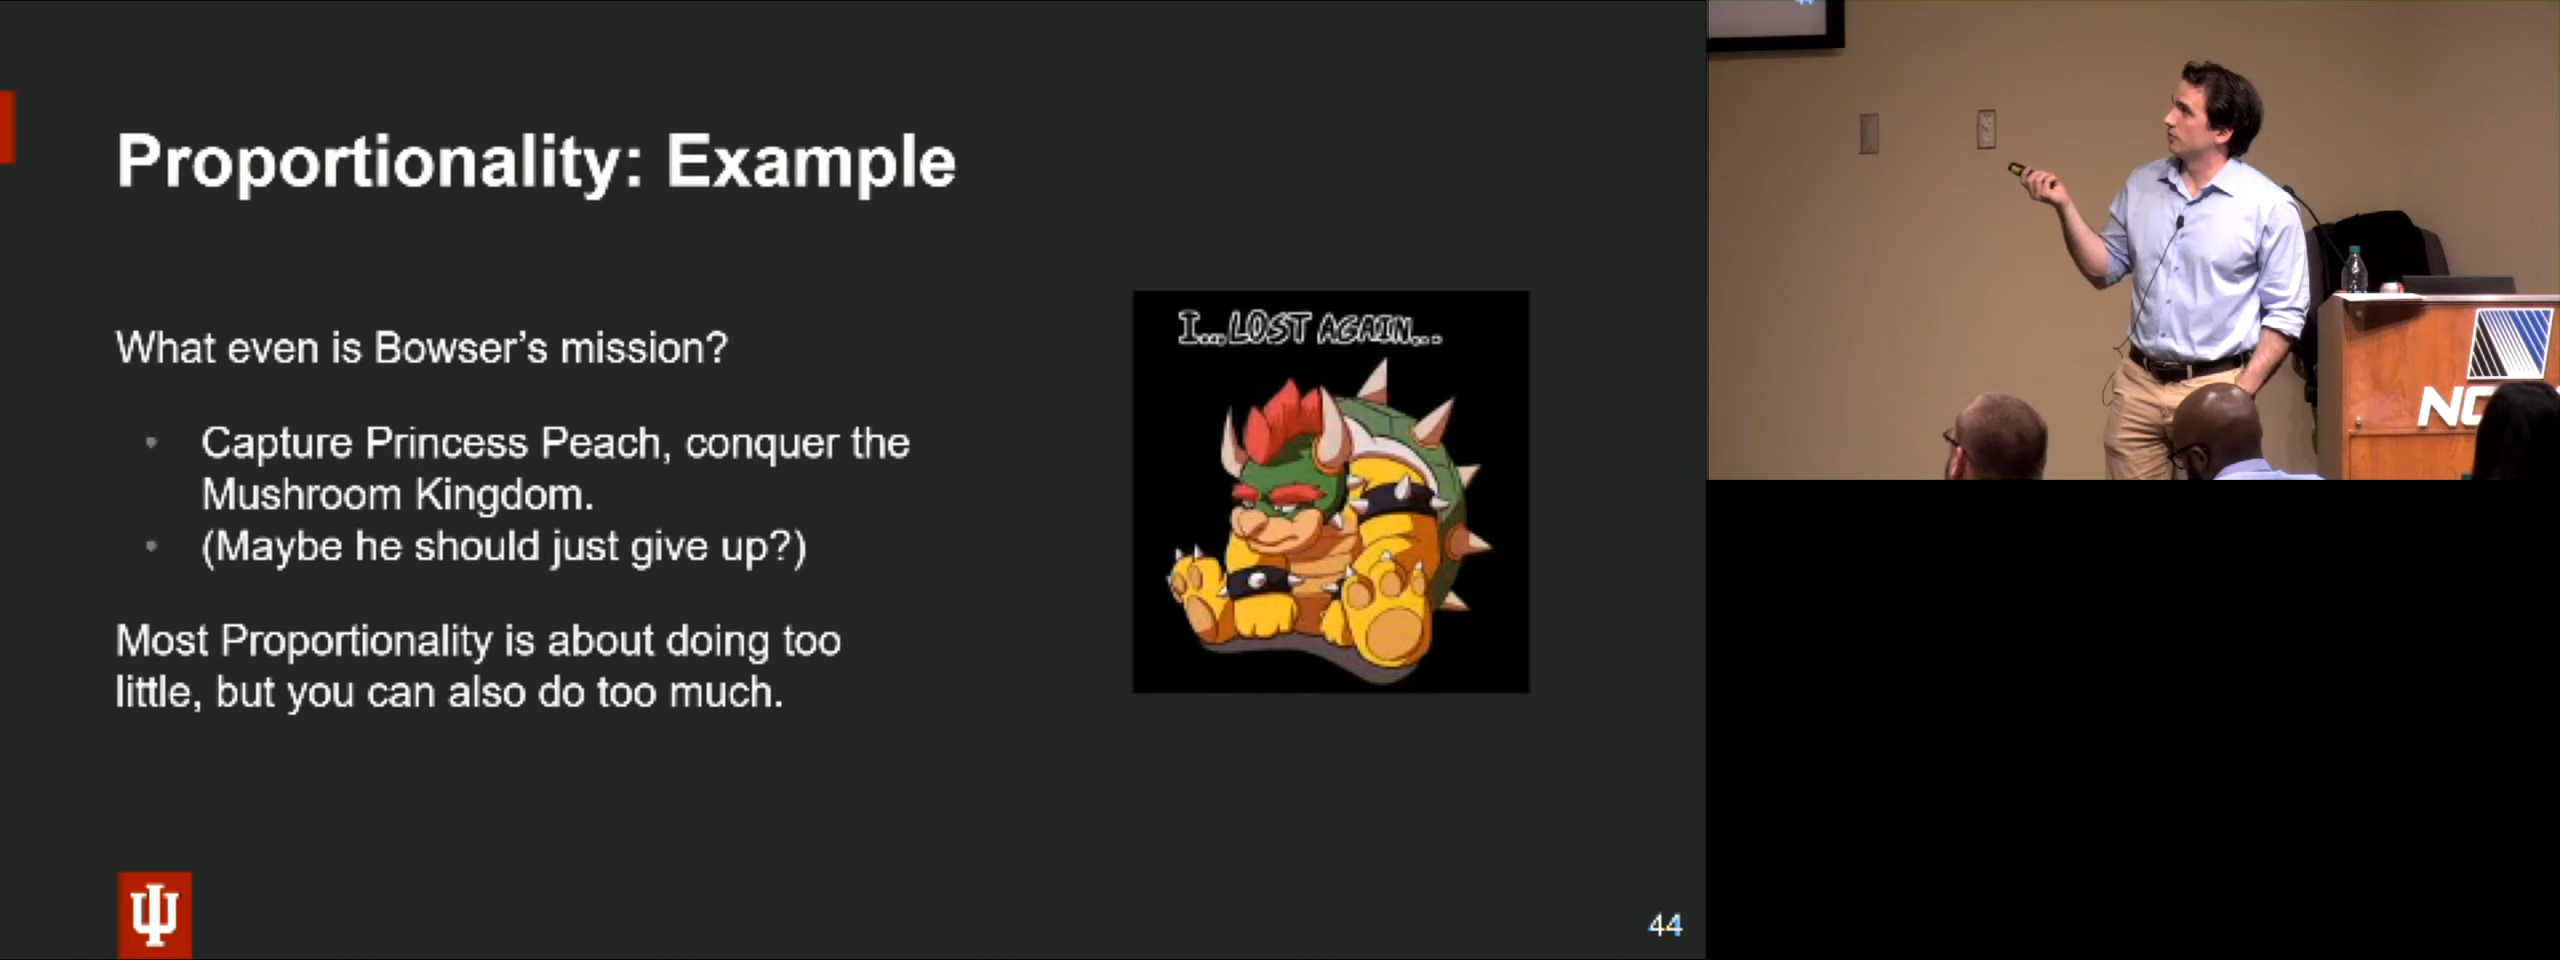 Proportionality: Example
What even is Bowser's mission?
• Capture Princess Peach, conquer the
Mushroom Kingdom.
• (Maybe he should just give up?)
Most Proportionality is about doing too
little, but you can also do too much.
I...LOST AGAIN...
44